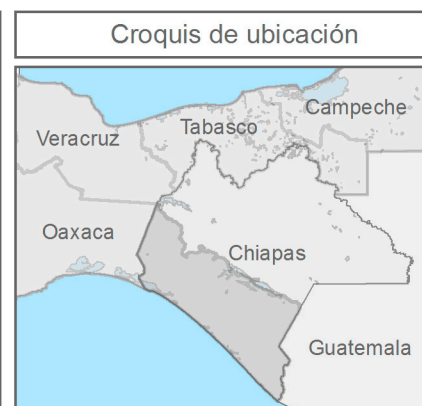 Croquis de ubicación
Campeche
Tabasco
Veracruz
Oaxaca
Chiapas
Guatemala